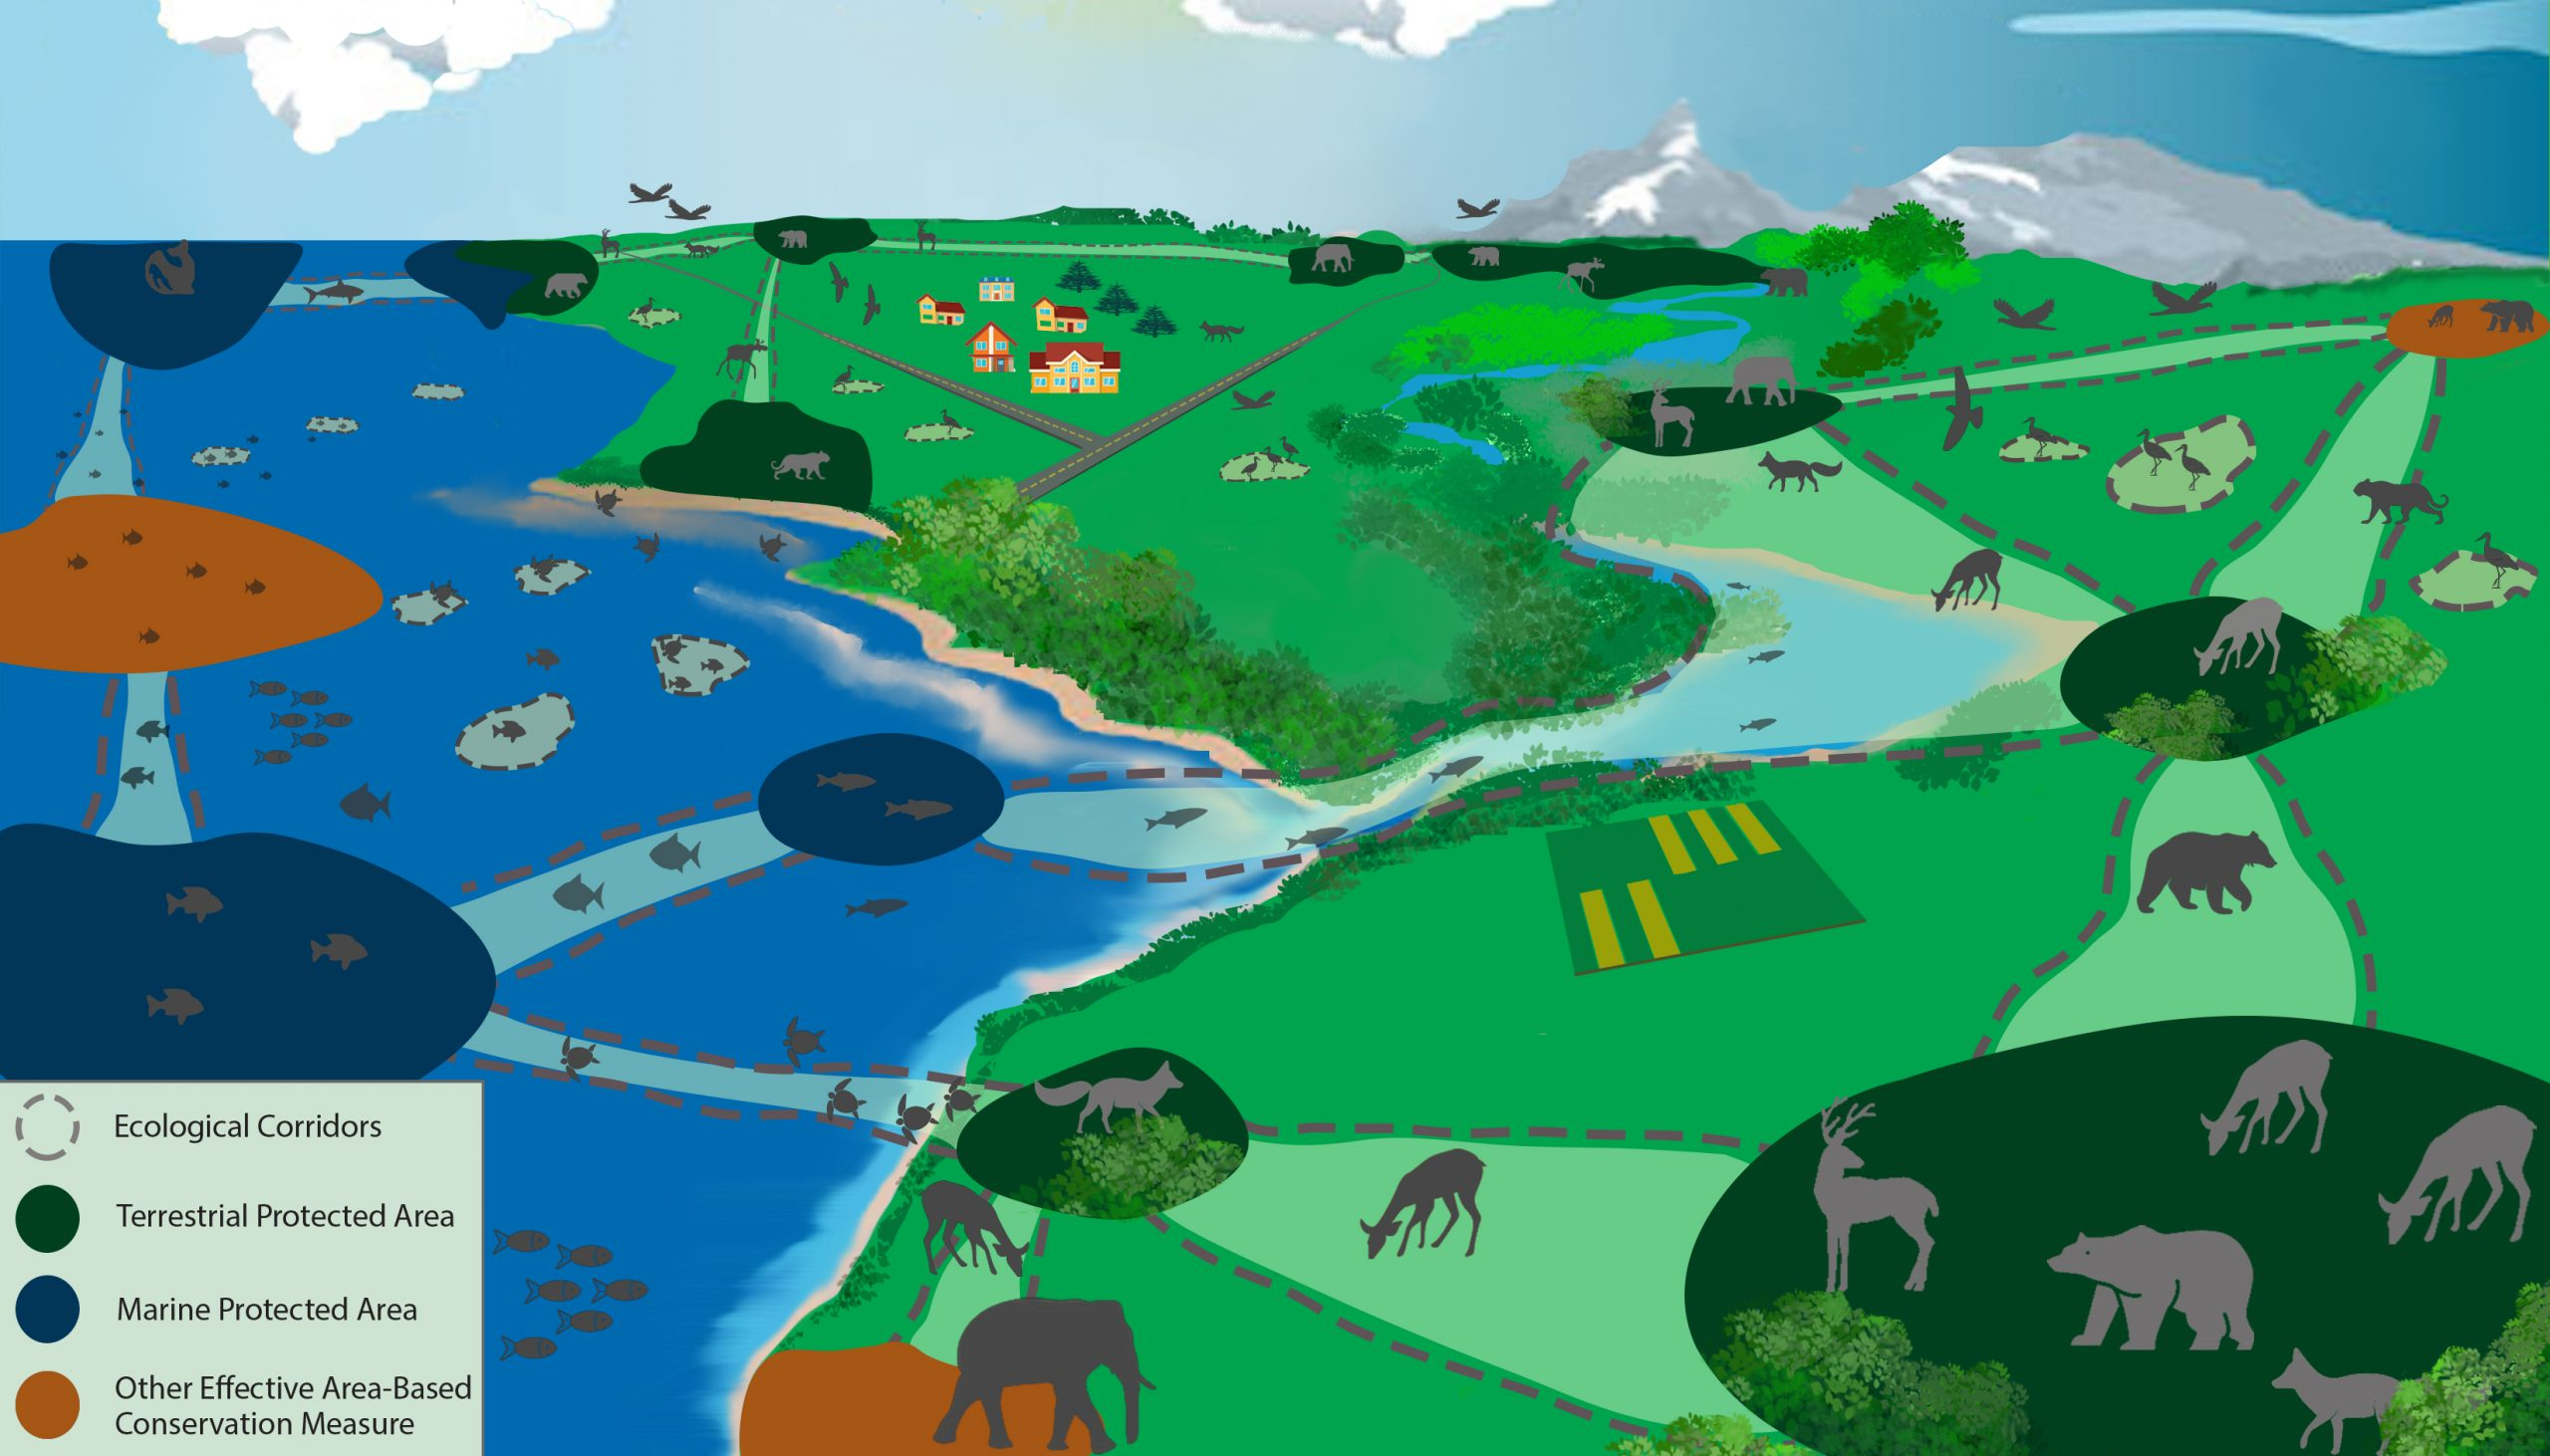 Ecological Corridors
Terrestrial Protected Area
Marine Protected Area
Other Effective Area-Based
Conservation Measure